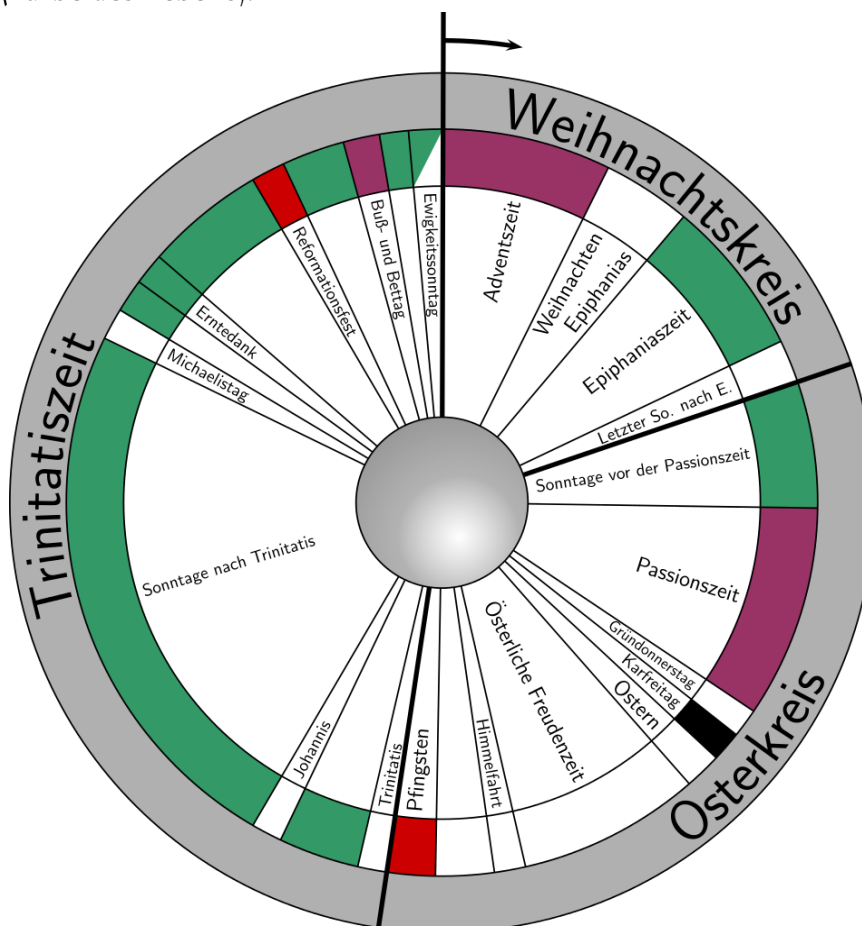 Weihnachtskreis
Adventszeit
Weihnachten
Epiphanias
Epiphaniaszeit
Letzter So. nach E.
Osterkreis
Sonntage vor der Passionszeit
Passionszeit
Gründonnerstag
Karfreitag
Ostern
Österliche Freudenzeit
Himmelfahrt
Pfingsten
Trinitatiszeit
Trinitatis
Johannis
Sonntage nach Trinitatis
Michaelistag
Erntedank
Reformationsfest
Buß- und Bettag
Ewigkeitssonntag